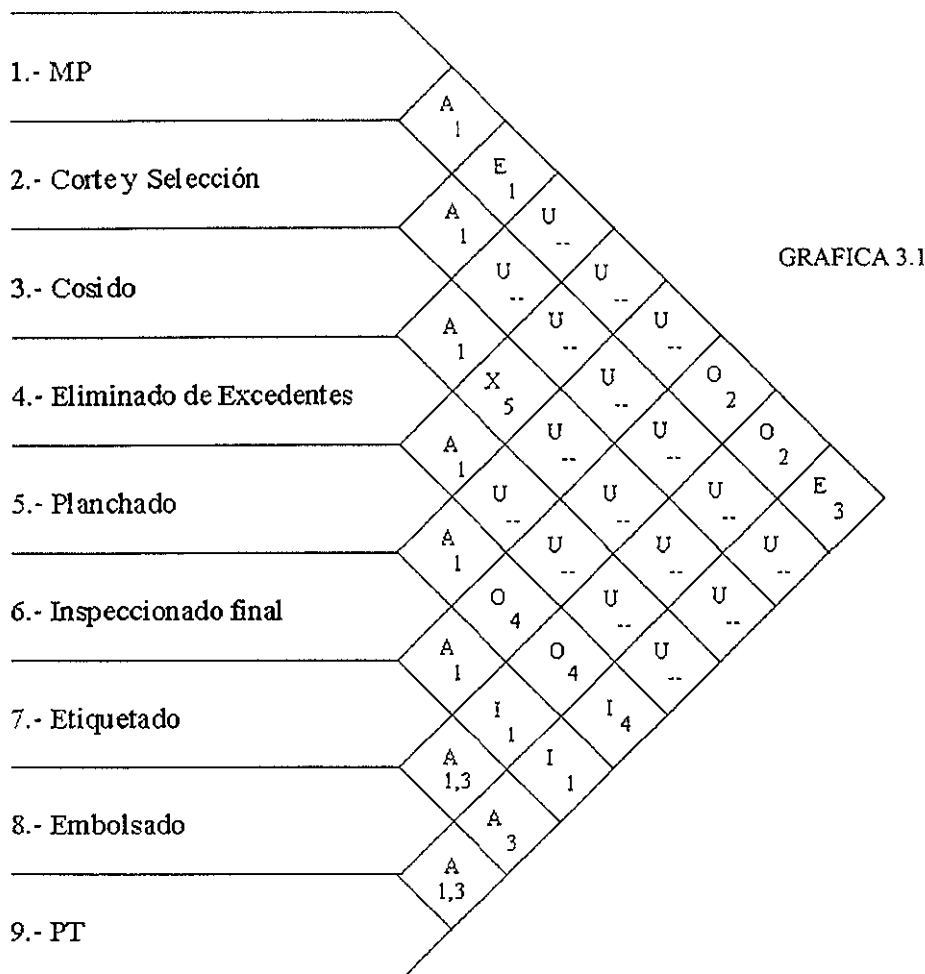 1.- MP
A
1
E
1
2.- Corte y Selección
A U
1 --
GRAFICA 3.1
U U
-- --
3.- Cosido
A U U
1 -- --
X U O
5 -- 2
4.- Eliminado de Excedentes
A U U O
1 -- -- 2
U U U E
-- -- -- 3
5.- Planchado
A U U U
1 -- -- --
O U U
4 -- --
6.- Inspeccionado final
A O U
1 4 --
I I
1 4
7.- Etiquetado
A I
1,3 1
8.- Embolsado
A
3
A
1,3
9.- PT